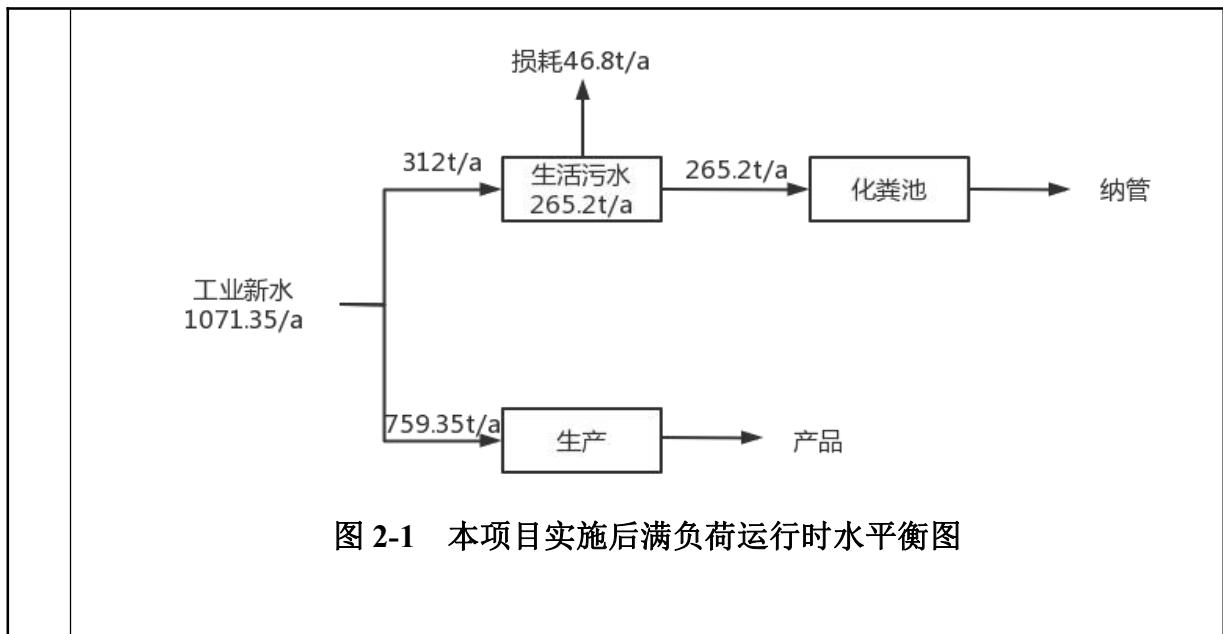 损耗46.8t/a
312t/a
生活污水
265.2t/a
265.2t/a
化粪池
纳管
工业新水
1071.35/a
759.35t/a
生产
产品
图 2-1 本项目实施后满负荷运行时水平衡图